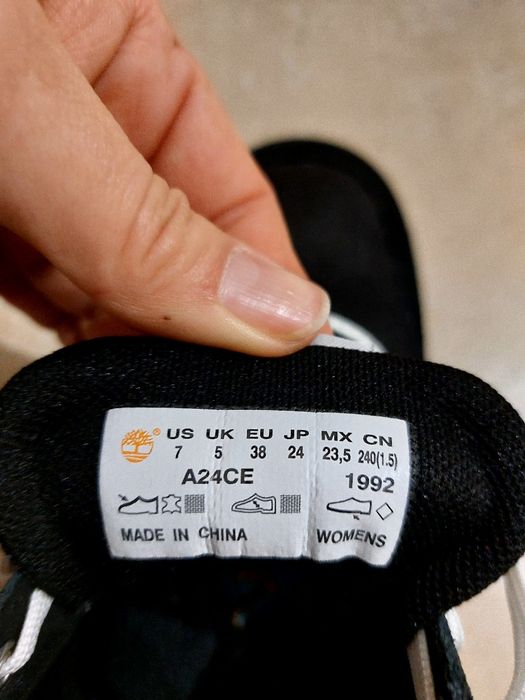 ® US UK EU JP MX CN
7 5 38 24 23,5 240(1.5)
A24CE 1992
MADE IN CHINA WOMENS